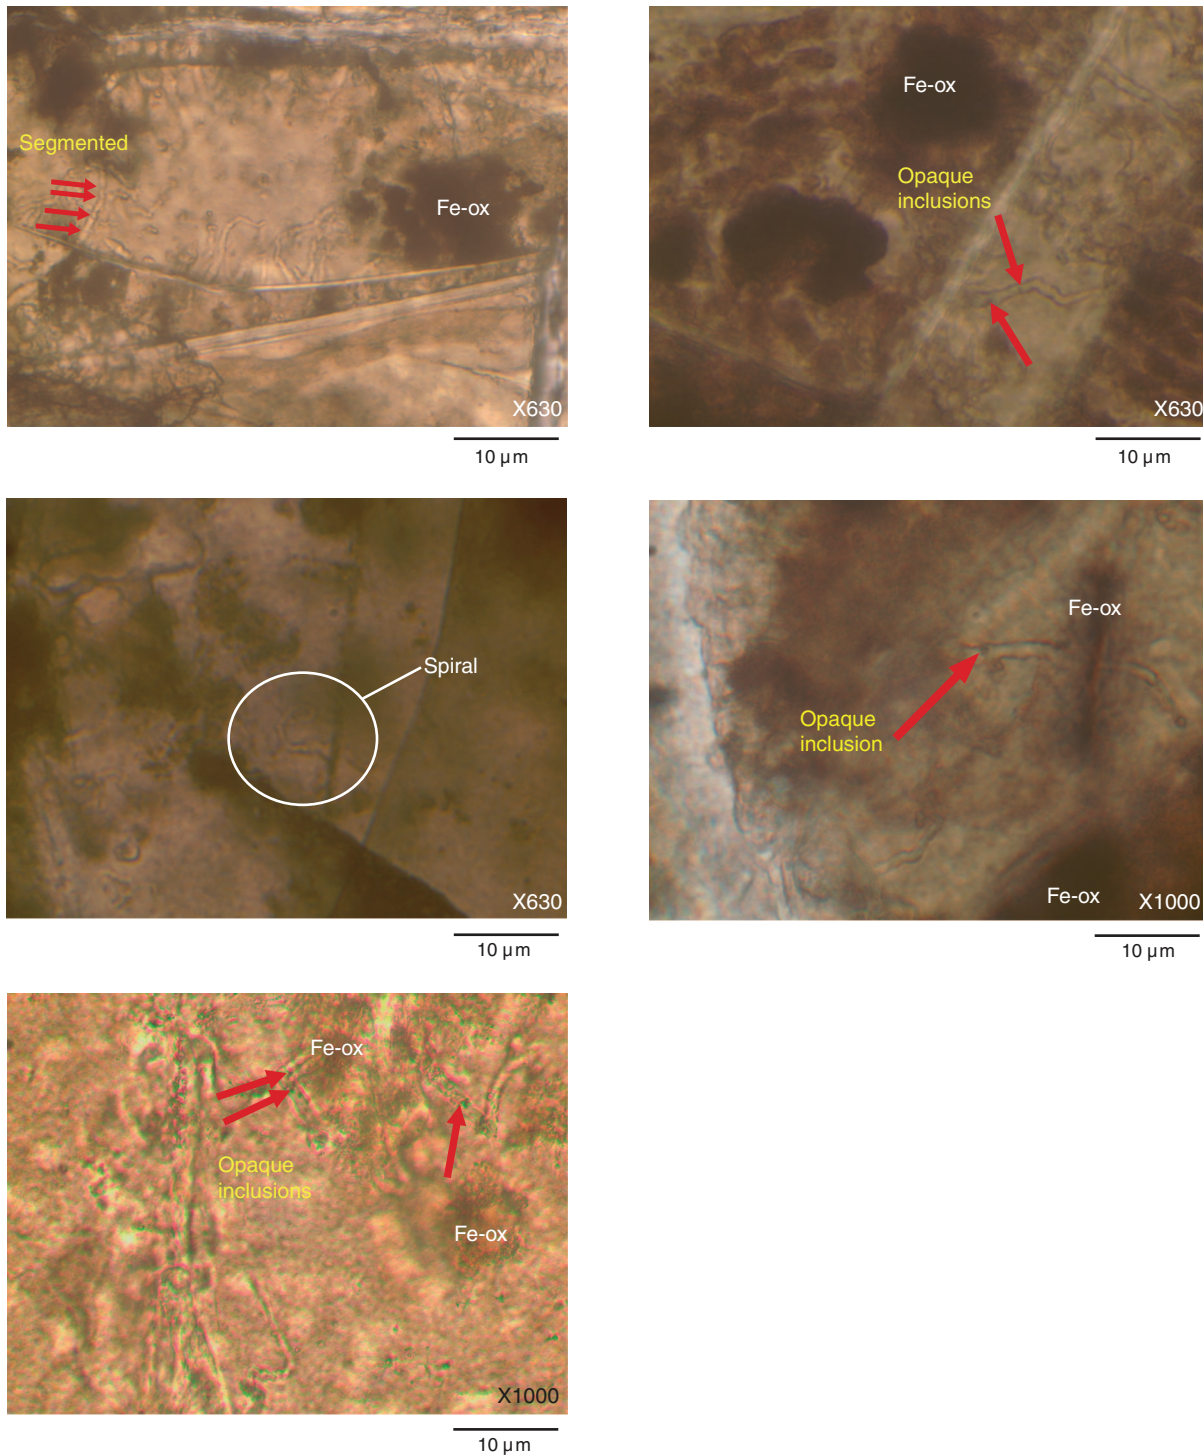 Segmented
Fe-ox
X630
10 µm
Fe-ox
Opaque
inclusions
X630
10 µm
Spiral
X630
10 µm
Fe-ox
Opaque
inclusion
Fe-ox
X1000
10 µm
Fe-ox
Opaque
inclusions
Fe-ox
X1000
10 µm